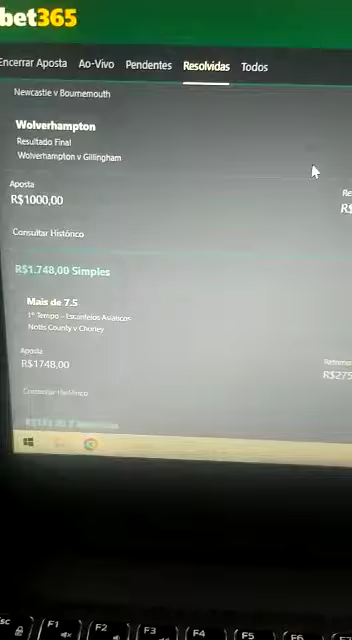 bet365
Encerrar Aposta Ao-Vivo Pendentes Resolvidas Todos
Newcastle v Bournemouth
Wolverhampton
Resultado Final
Wolverhampton v Gillingham
Aposta
R$1000,00
Consultar Histórico
R$1.748,00 Simples
Mais de 7.5
1º Tempo - Escanteios Asiáticos
Notts County v Chorley
Aposta
R$1748,00
Retorno
R$275
Consultar Histórico
F1 F2 F3 F4 F5 F6